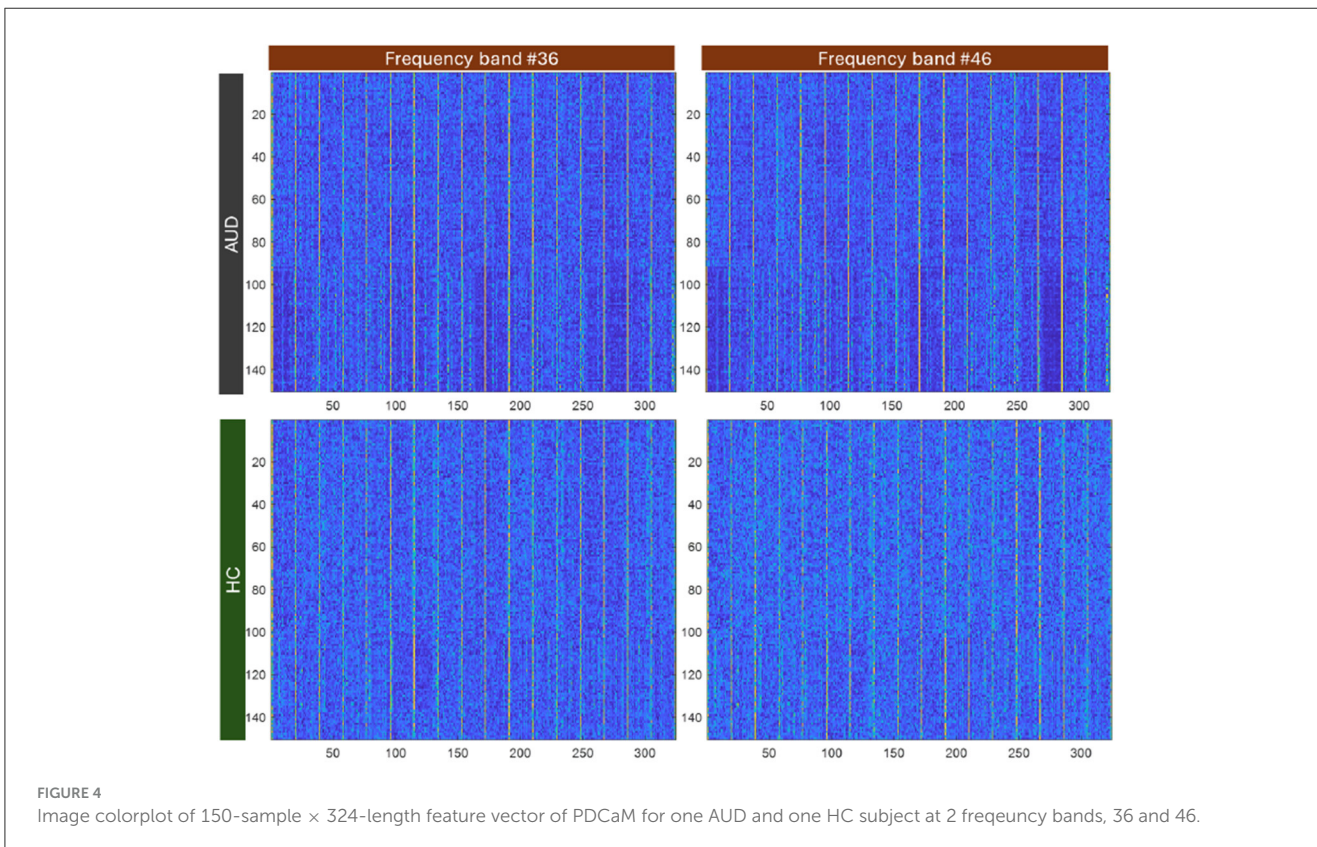 Frequency band #36
Frequency band #46
AUD
20
40
60
80
100
120
140
50 100 150 200 250 300
20
40
60
80
100
120
140
50 100 150 200 250 300
HC
20
40
60
80
100
120
140
50 100 150 200 250 300
20
40
60
80
100
120
140
50 100 150 200 250 300
FIGURE 4
Image colorplot of 150-sample × 324-length feature vector of PDCaM for one AUD and one HC subject at 2 freqeuncy bands, 36 and 46.